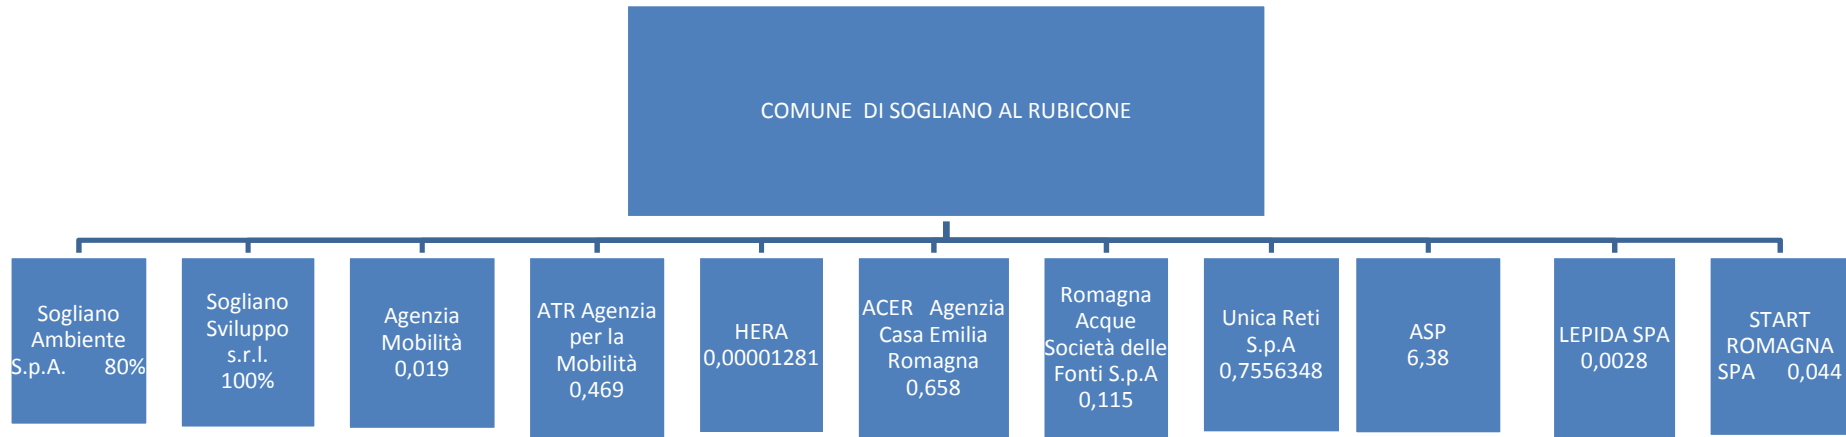 COMUNE DI SOGLIANO AL RUBICONE
Sogliano
Ambiente
S.p.A. 80%
Sogliano
Sviluppo
s.r.l.
100%
Agenzia
Mobilità
0,019
ATR Agenzia
per la
Mobilità
0,469
HERA
0,00001281
ACER Agenzia
Casa Emilia
Romagna
0,658
Romagna
Acque
Società delle
Fonti S.p.A
0,115
Unica Reti
S.p.A
0,7556348
ASP
6,38
LEPIDA SPA
0,0028
START
ROMAGNA
SPA 0,044